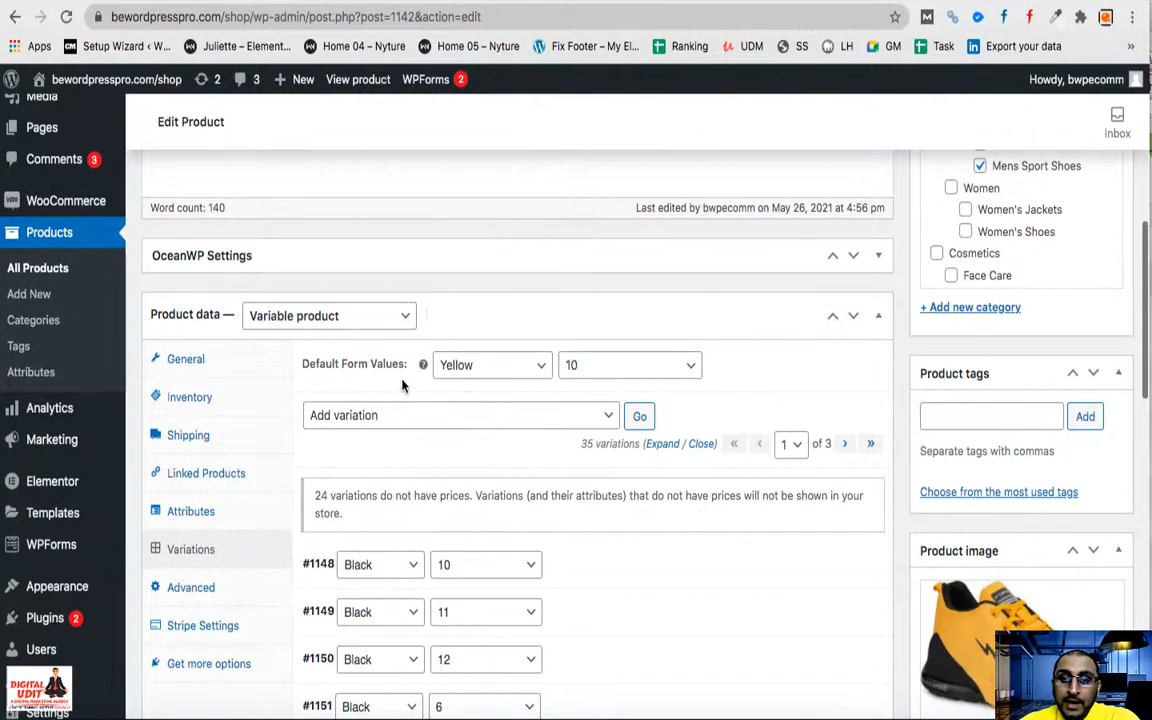 bewordpresspro.com/shop/wp-admin/post.php?post=1142&action=edit
Apps
Setup Wizard ‹ W...
Juliette – Element...
Home 04 – Nyture
Home 05 – Nyture
Fix Footer – My El...
Ranking
UDM
SS
LH
GM
Task
Export your data
bewordpresspro.com/shop
2
3
New
View product
WPForms 2
Howdy, bwpecomm
Media
Pages
Comments 3
WooCommerce
Products
All Products
Add New
Categories
Tags
Attributes
Analytics
Marketing
Elementor
Templates
WPForms
Appearance
Plugins 2
Users
Settings
DIGITAL
UDIT
Edit Product
Inbox
Word count: 140
Last edited by bwpecomm on May 26, 2021 at 4:56 pm
OceanWP Settings
Product data —
Variable product
General
Inventory
Shipping
Linked Products
Attributes
Variations
Advanced
Stripe Settings
Get more options
Default Form Values:
Yellow
10
Add variation
Go
35 variations (Expand / Close)
« ‹ 1 of 3 › »
24 variations do not have prices. Variations (and their attributes) that do not have prices will not be shown in your
store.
#1148 Black 10
#1149 Black 11
#1150 Black 12
#1151 Black 6
Mens Sport Shoes
Women
Women's Jackets
Women's Shoes
Cosmetics
Face Care
+ Add new category
Product tags
Add
Separate tags with commas
Choose from the most used tags
Product image